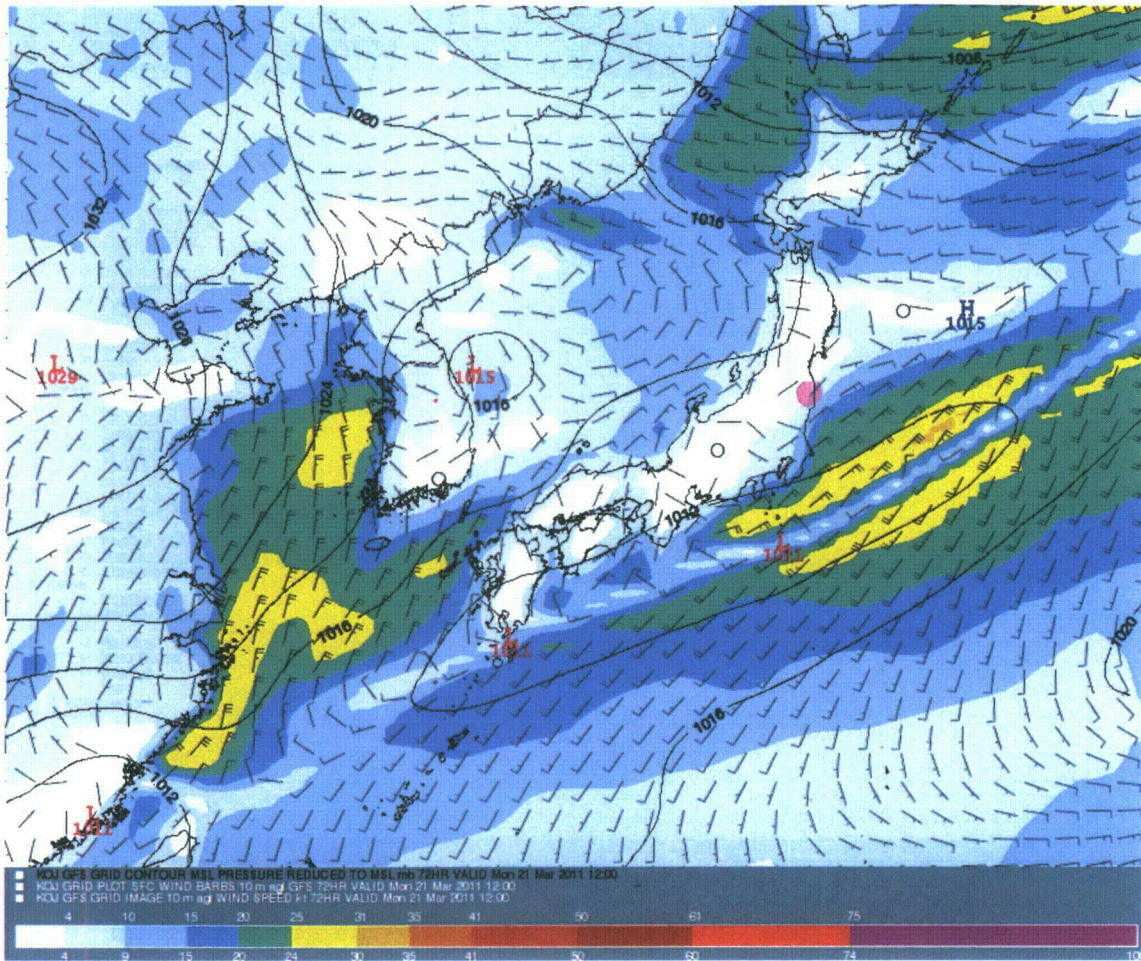 1008
1012
1020
1032
1016
H
1015
1028
L
1029
L
1015
1024
1016
1012
L
1011
1016
L
1011
1020
1016
1012
L
1011
KOJ GFS GRID CONTOUR MSL PRESSURE REDUCED TO MSL mb 72HR VALID Mon 21 Mar 2011 12:00
KOJ GRID PLOT SFC WIND BARBS 10 m agl GFS 72HR VALID Mon 21 Mar 2011 12:00
KOJ GFS GRID IMAGE 10 m agl WIND SPEED kt 72HR VALID Mon 21 Mar 2011 12:00
4 10 15 20 25 31 35 41 50 61 75
4 9 15 20 24 30 35 41 50 60 74 100